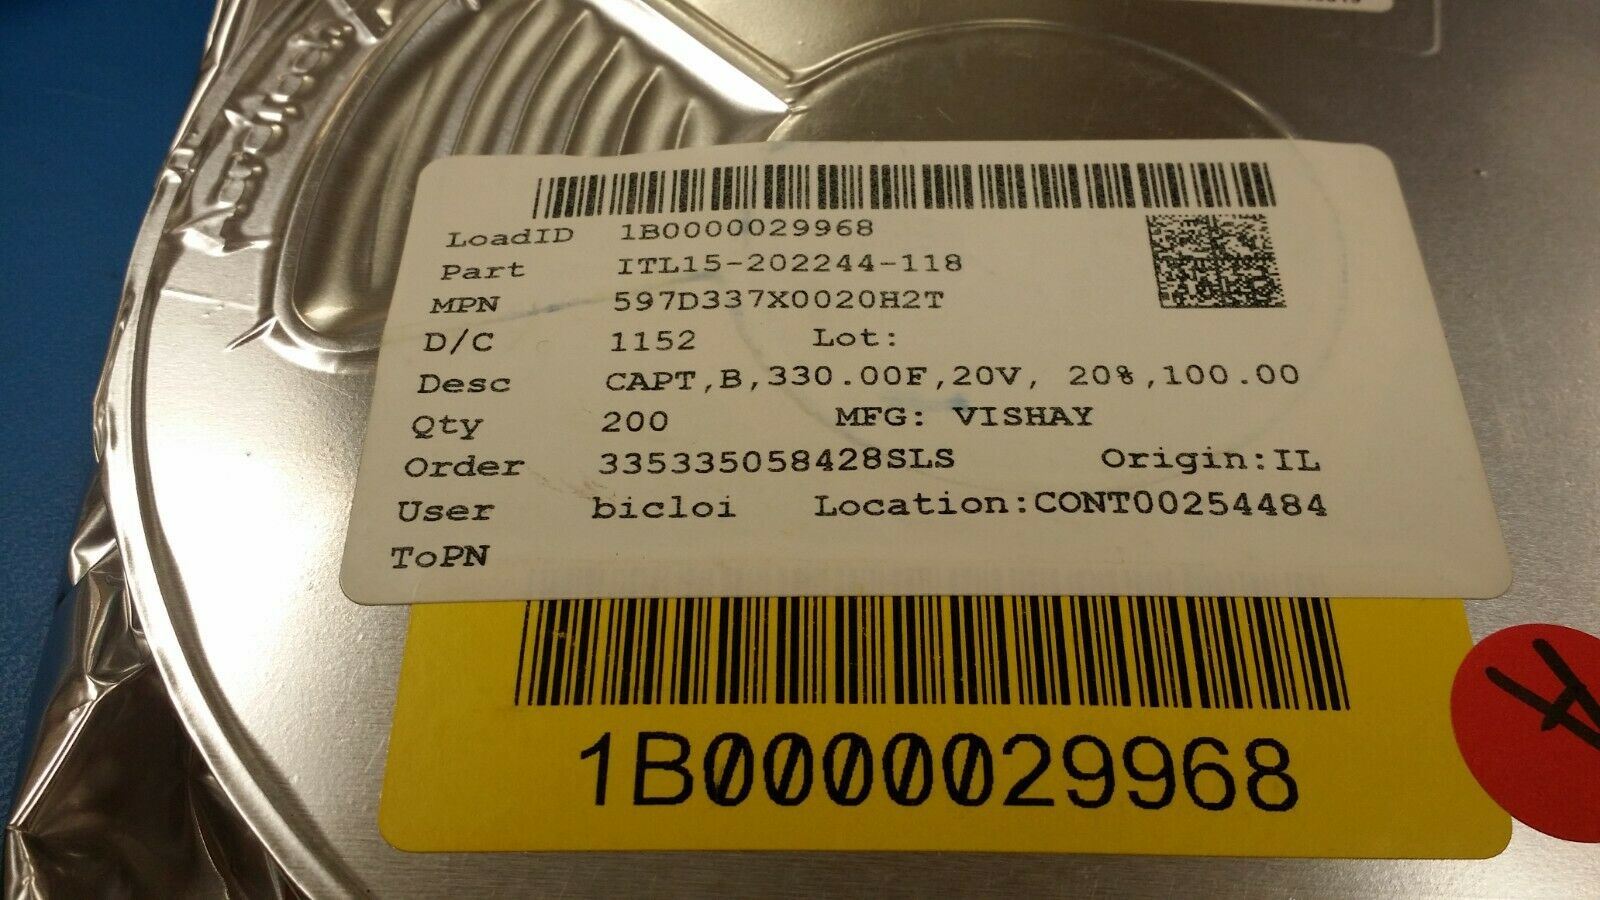 LoadID 1B0000029968
Part ITL15-202244-118
MPN 597D337X0020H2T
D/C 1152 Lot:
Desc CAPT,B,330.00F,20V, 20%,100.00
Qty 200 MFG: VISHAY
Order 335335058428SLS Origin:IL
User bicloi Location:CONT00254484
ToPN
1B0000029968